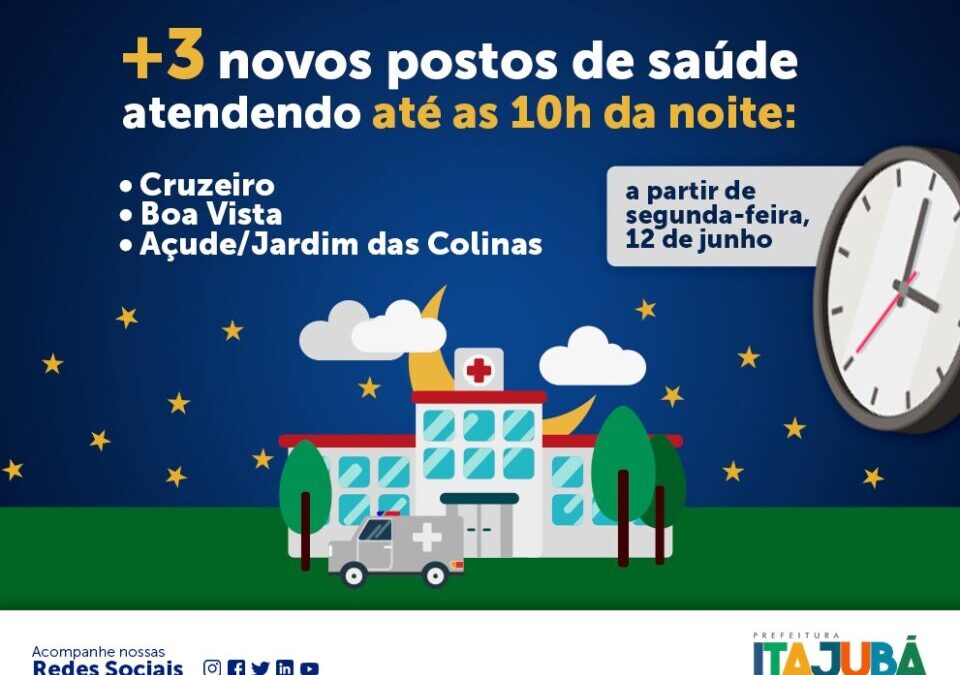 +3 novos postos de saúde
atendendo até as 10h da noite:
• Cruzeiro
• Boa Vista
• Açude/Jardim das Colinas
a partir de
segunda-feira,
12 de junho
Acompanhe nossas
Redes Sociais
PREFEITURA
ITAJUBÁ